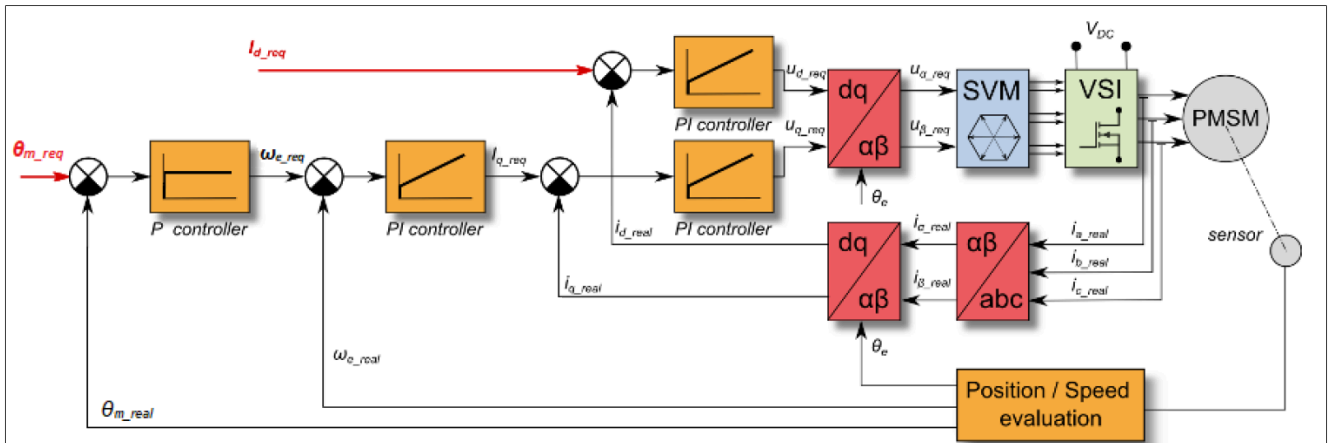 I_d_req
PI controller
u_d_req
u_q_req
dq
αβ
θ_e
u_α_req
u_β_req
SVM
V_DC
VSI
PMSM
θ_m_req
P controller
ω_e_req
PI controller
I_q_req
PI controller
i_d_real
i_q_real
dq
αβ
θ_e
i_α_real
i_β_real
αβ
abc
i_a_real
i_b_real
i_c_real
sensor
ω_e_real
θ_m_real
Position / Speed
evaluation